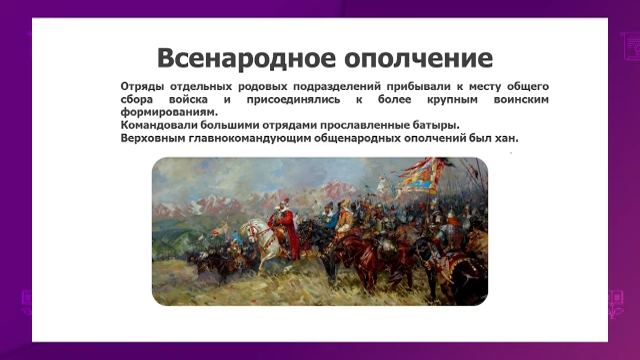 Всенародное ополчение
Отряды отдельных родовых подразделений прибывали к месту общего
сбора войска и присоединялись к более крупным воинским
формированиям.
Командовали большими отрядами прославленные батыры.
Верховным главнокомандующим общенародных ополчений был хан.